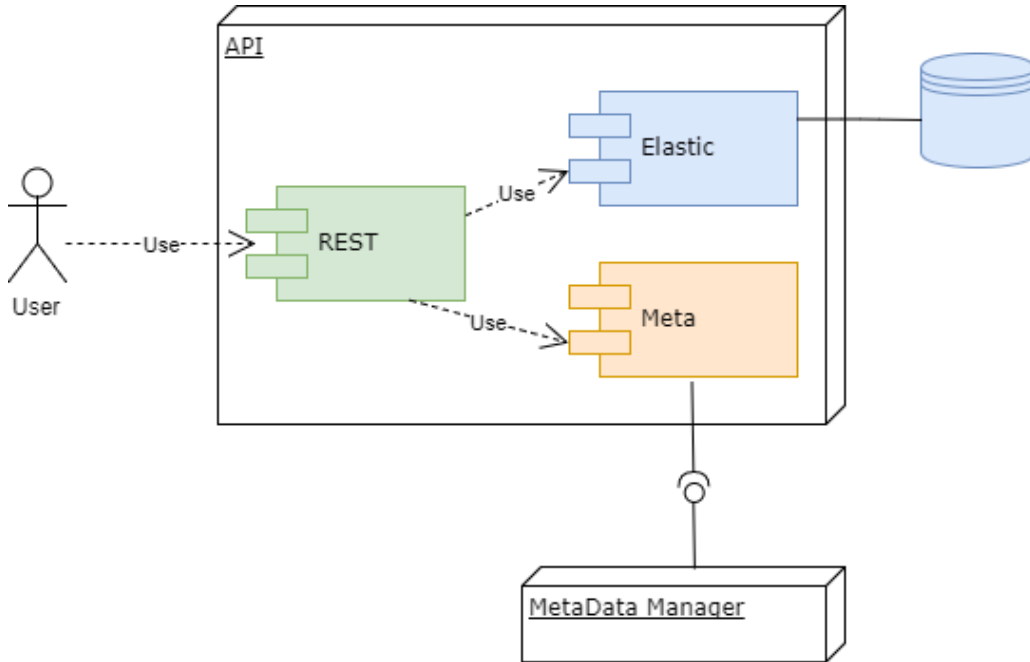 API
Elastic
Use
REST
Use
User
Meta
Use
MetaData Manager